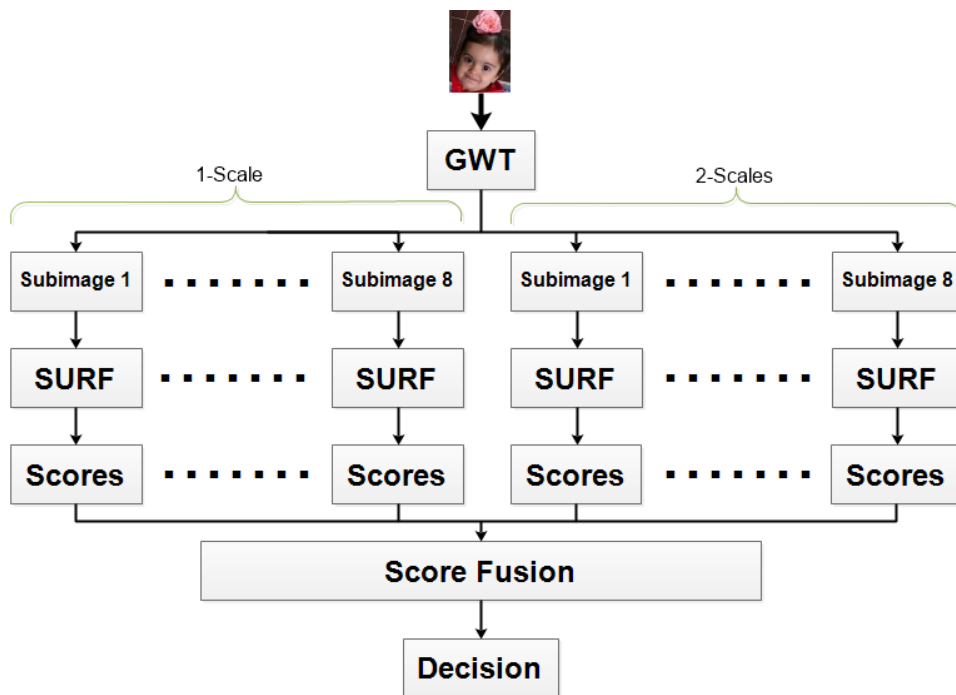 GWT
1-Scale
2-Scales
Subimage 1
Subimage 8
Subimage 1
Subimage 8
SURF
SURF
SURF
SURF
Scores
Scores
Scores
Scores
Score Fusion
Decision